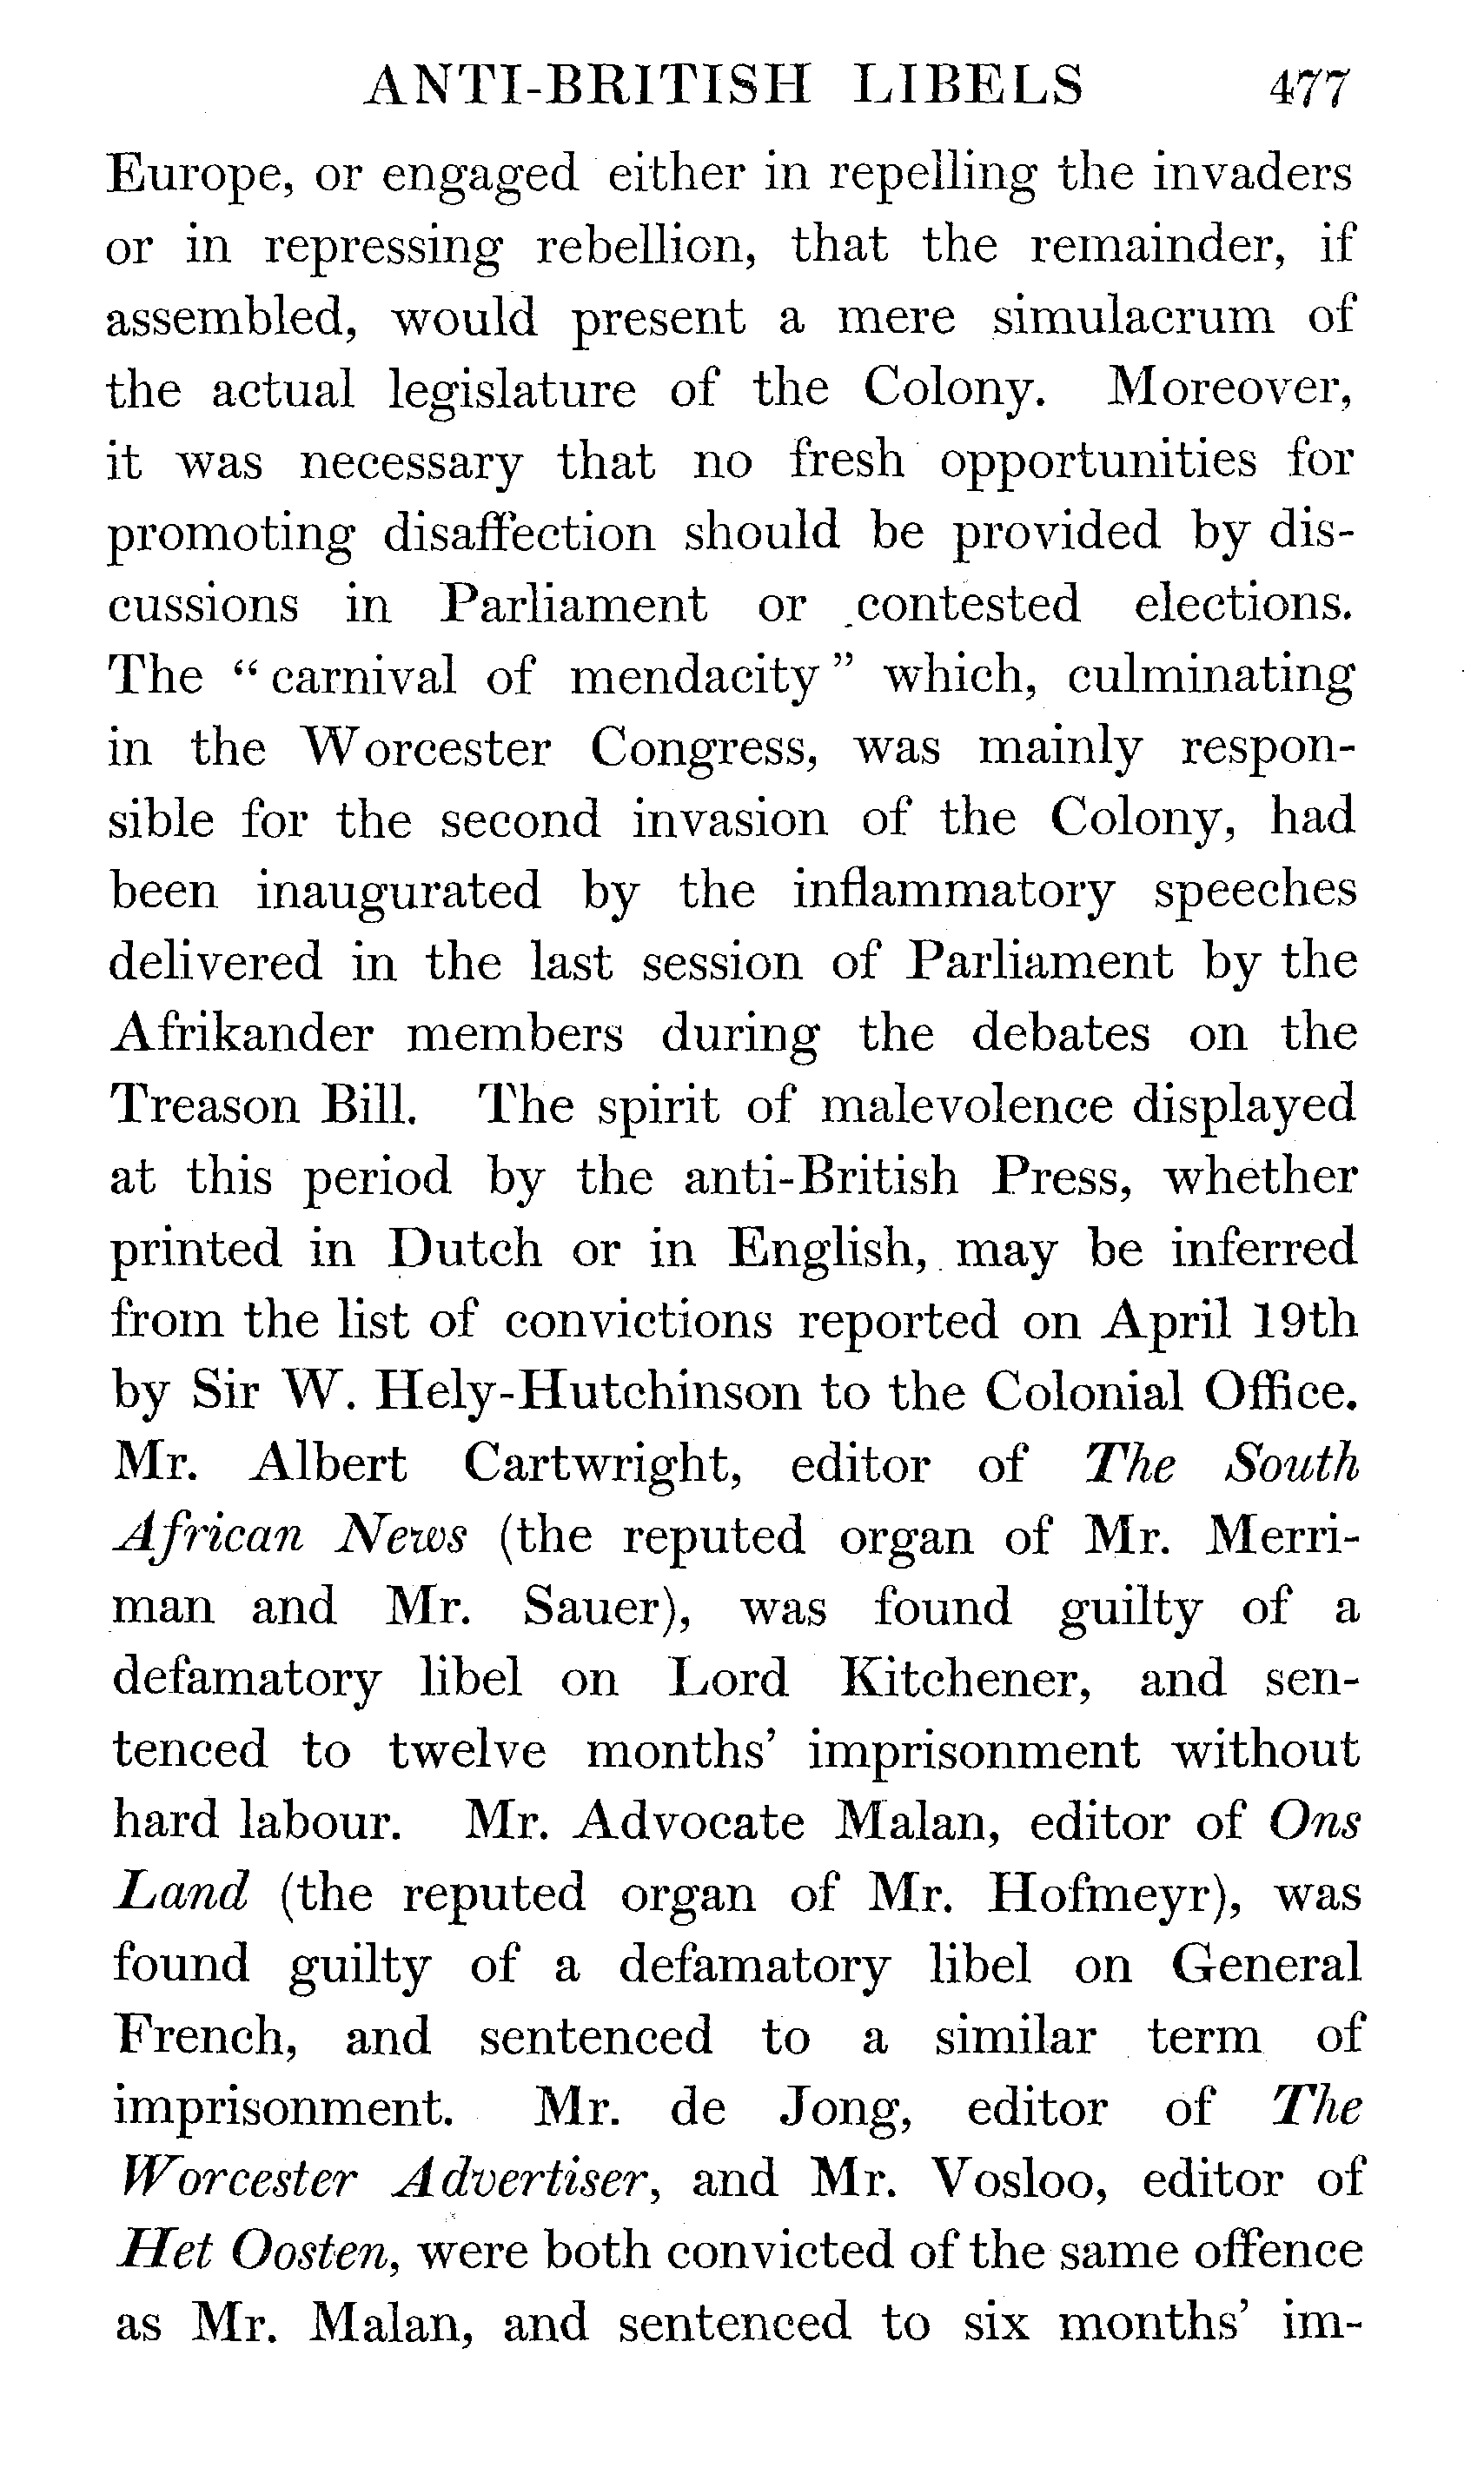 ANTI-BRITISH LIBELS 477
Europe, or engaged either in repelling the invaders
or in repressing rebellion, that the remainder, if
assembled, would present a mere simulacrum of
the actual legislature of the Colony. Moreover,
it was necessary that no fresh opportunities for
promoting disaffection should be provided by dis-
cussions in Parliament or contested elections.
The “carnival of mendacity” which, culminating
in the Worcester Congress, was mainly respon-
sible for the second invasion of the Colony, had
been inaugurated by the inflammatory speeches
delivered in the last session of Parliament by the
Afrikander members during the debates on the
Treason Bill. The spirit of malevolence displayed
at this period by the anti-British Press, whether
printed in Dutch or in English, may be inferred
from the list of convictions reported on April 19th
by Sir W. Hely-Hutchinson to the Colonial Office.
Mr. Albert Cartwright, editor of The South
African News (the reputed organ of Mr. Merri-
man and Mr. Sauer), was found guilty of a
defamatory libel on Lord Kitchener, and sen-
tenced to twelve months’ imprisonment without
hard labour. Mr. Advocate Malan, editor of Ons
Land (the reputed organ of Mr. Hofmeyr), was
found guilty of a defamatory libel on General
French, and sentenced to a similar term of
imprisonment. Mr. de Jong, editor of The
Worcester Advertiser, and Mr. Vosloo, editor of
Het Oosten, were both convicted of the same offence
as Mr. Malan, and sentenced to six months’ im-